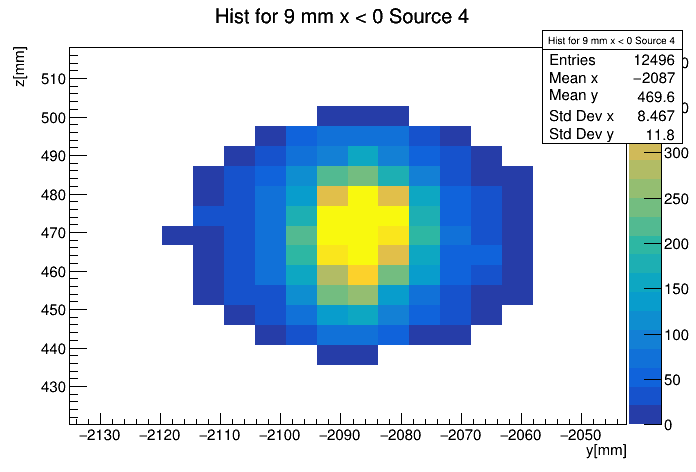 Hist for 9 mm x < 0 Source 4
z[mm]
Hist for 9 mm x < 0 Source 4
Entries 12496
Mean x −2087
Mean y 469.6
Std Dev x 8.467
Std Dev y 11.8
510
500
490
480
470
460
450
440
430
−2130 −2120 −2110 −2100 −2090 −2080 −2070 −2060 −2050
y[mm]
300
250
200
150
100
50
0